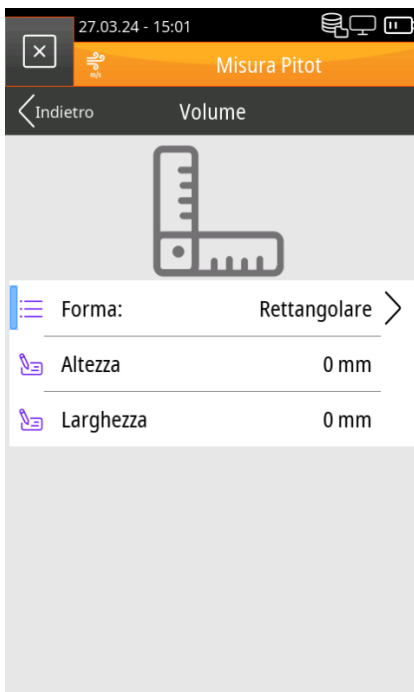 27.03.24 - 15:01
m/s
Misura Pitot
Indietro
Volume
Forma: Rettangolare
Altezza 0 mm
Larghezza 0 mm